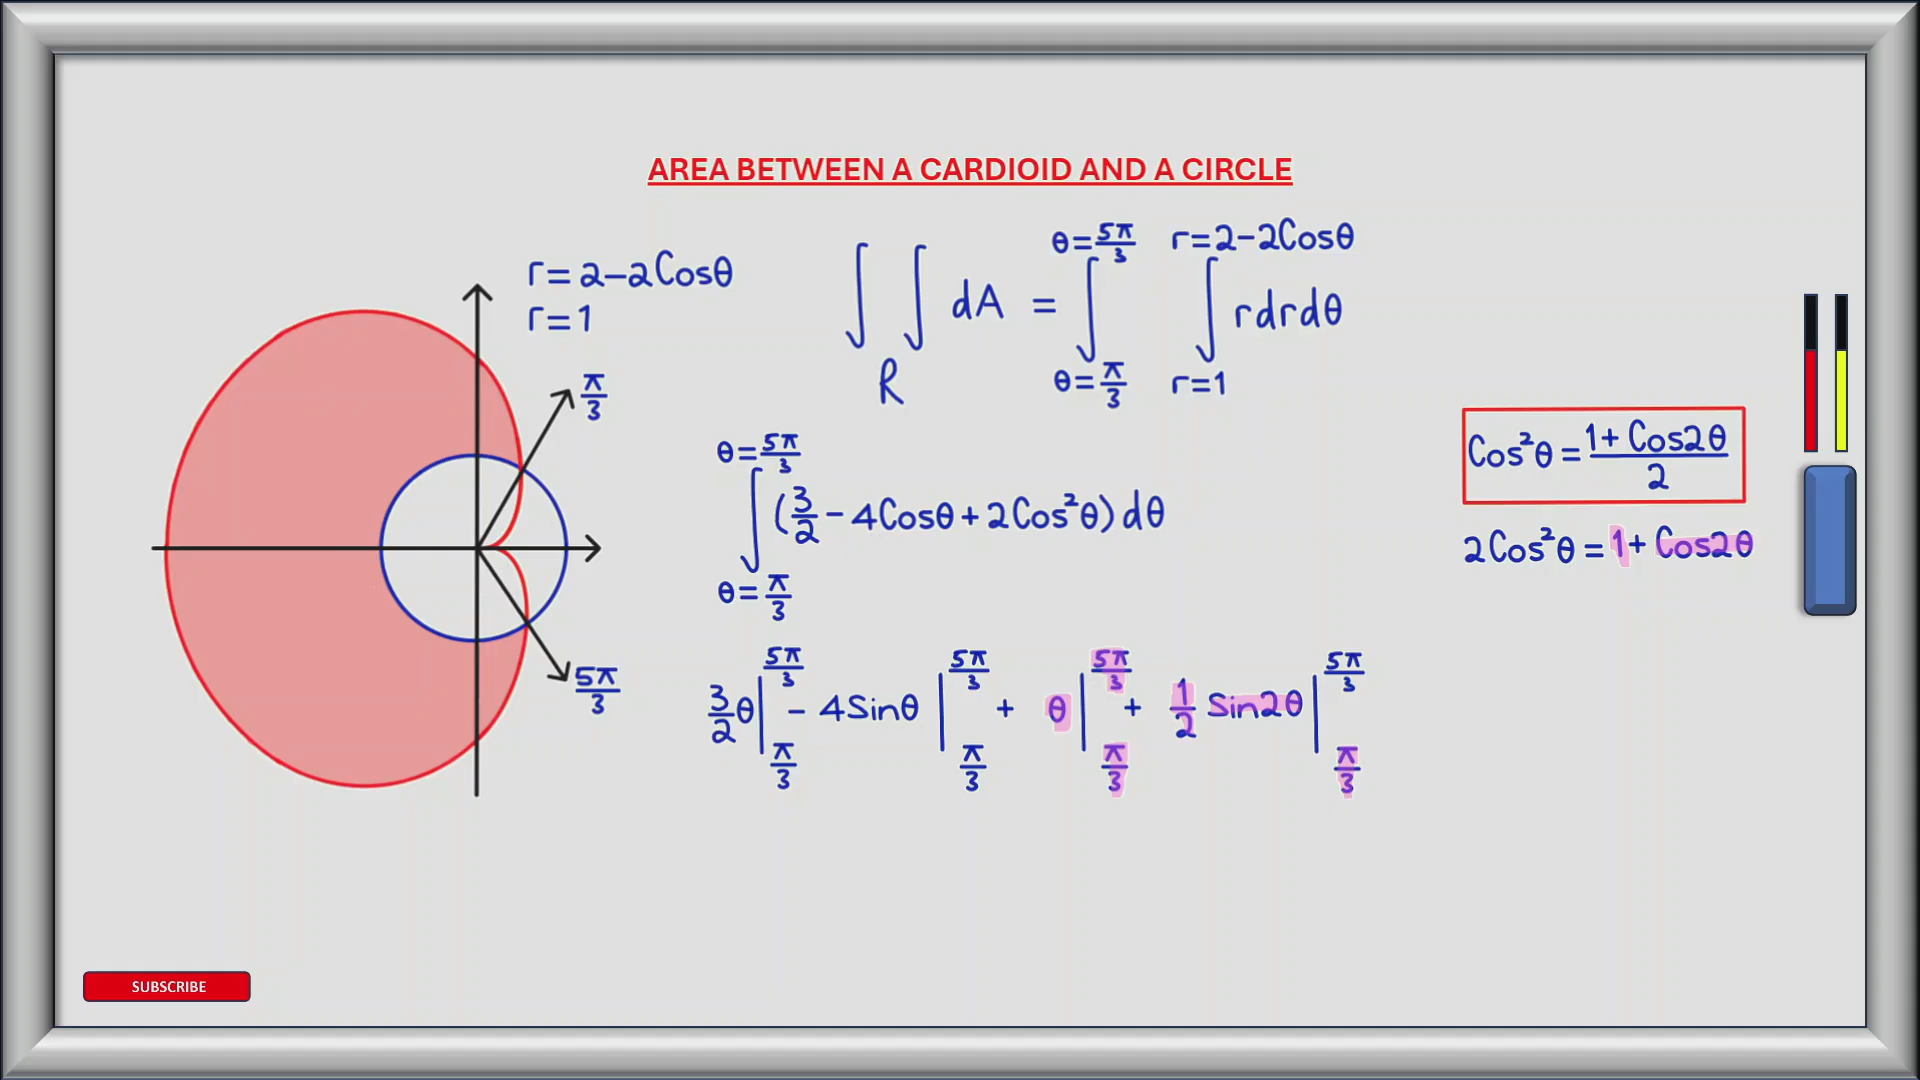 AREA BETWEEN A CARDIOID AND A CIRCLE
r=2-2Cosθ
r=1
π/3
5π/3
∫∫ dA = ∫ ∫ rdrdθ
R
θ=5π/3 r=2-2Cosθ
θ=π/3 r=1
θ=5π/3
∫(3/2-4Cosθ+2Cos²θ)dθ
θ=π/3
3/2θ|5π/3 π/3 - 4Sinθ|5π/3 π/3 + θ|5π/3 π/3 + 1/2 Sin2θ|5π/3 π/3
Cos²θ=1+Cos2θ/2
2Cos²θ=1+Cos2θ
SUBSCRIBE